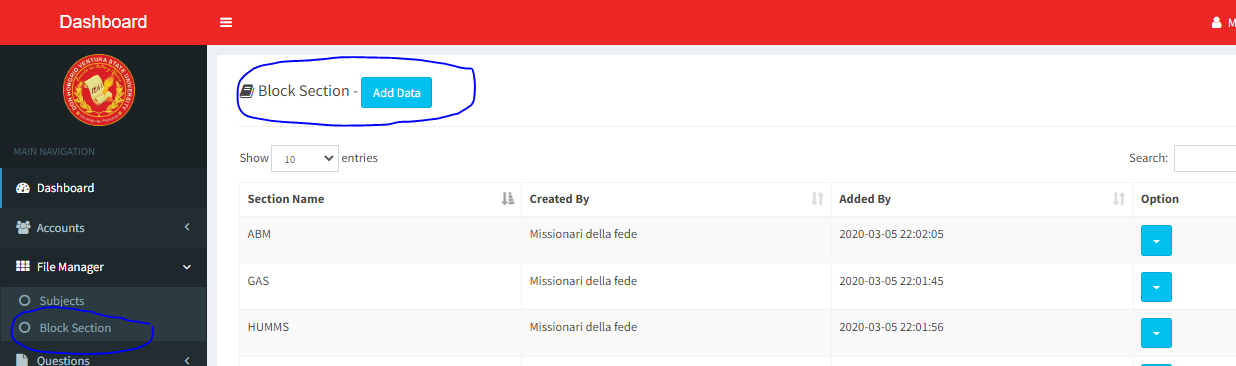 Dashboard
M
DON HONORIO VENTURA STATE UNIVERSITY
Block Section - Add Data
MAIN NAVIGATION
Show 10 entries Search:
Dashboard
Section Name Created By Added By Option
Accounts
ABM Missionari della fede 2020-03-05 22:02:05
File Manager
GAS Missionari della fede 2020-03-05 22:01:45
Subjects
Block Section
HUMMS Missionari della fede 2020-03-05 22:01:56
Questions